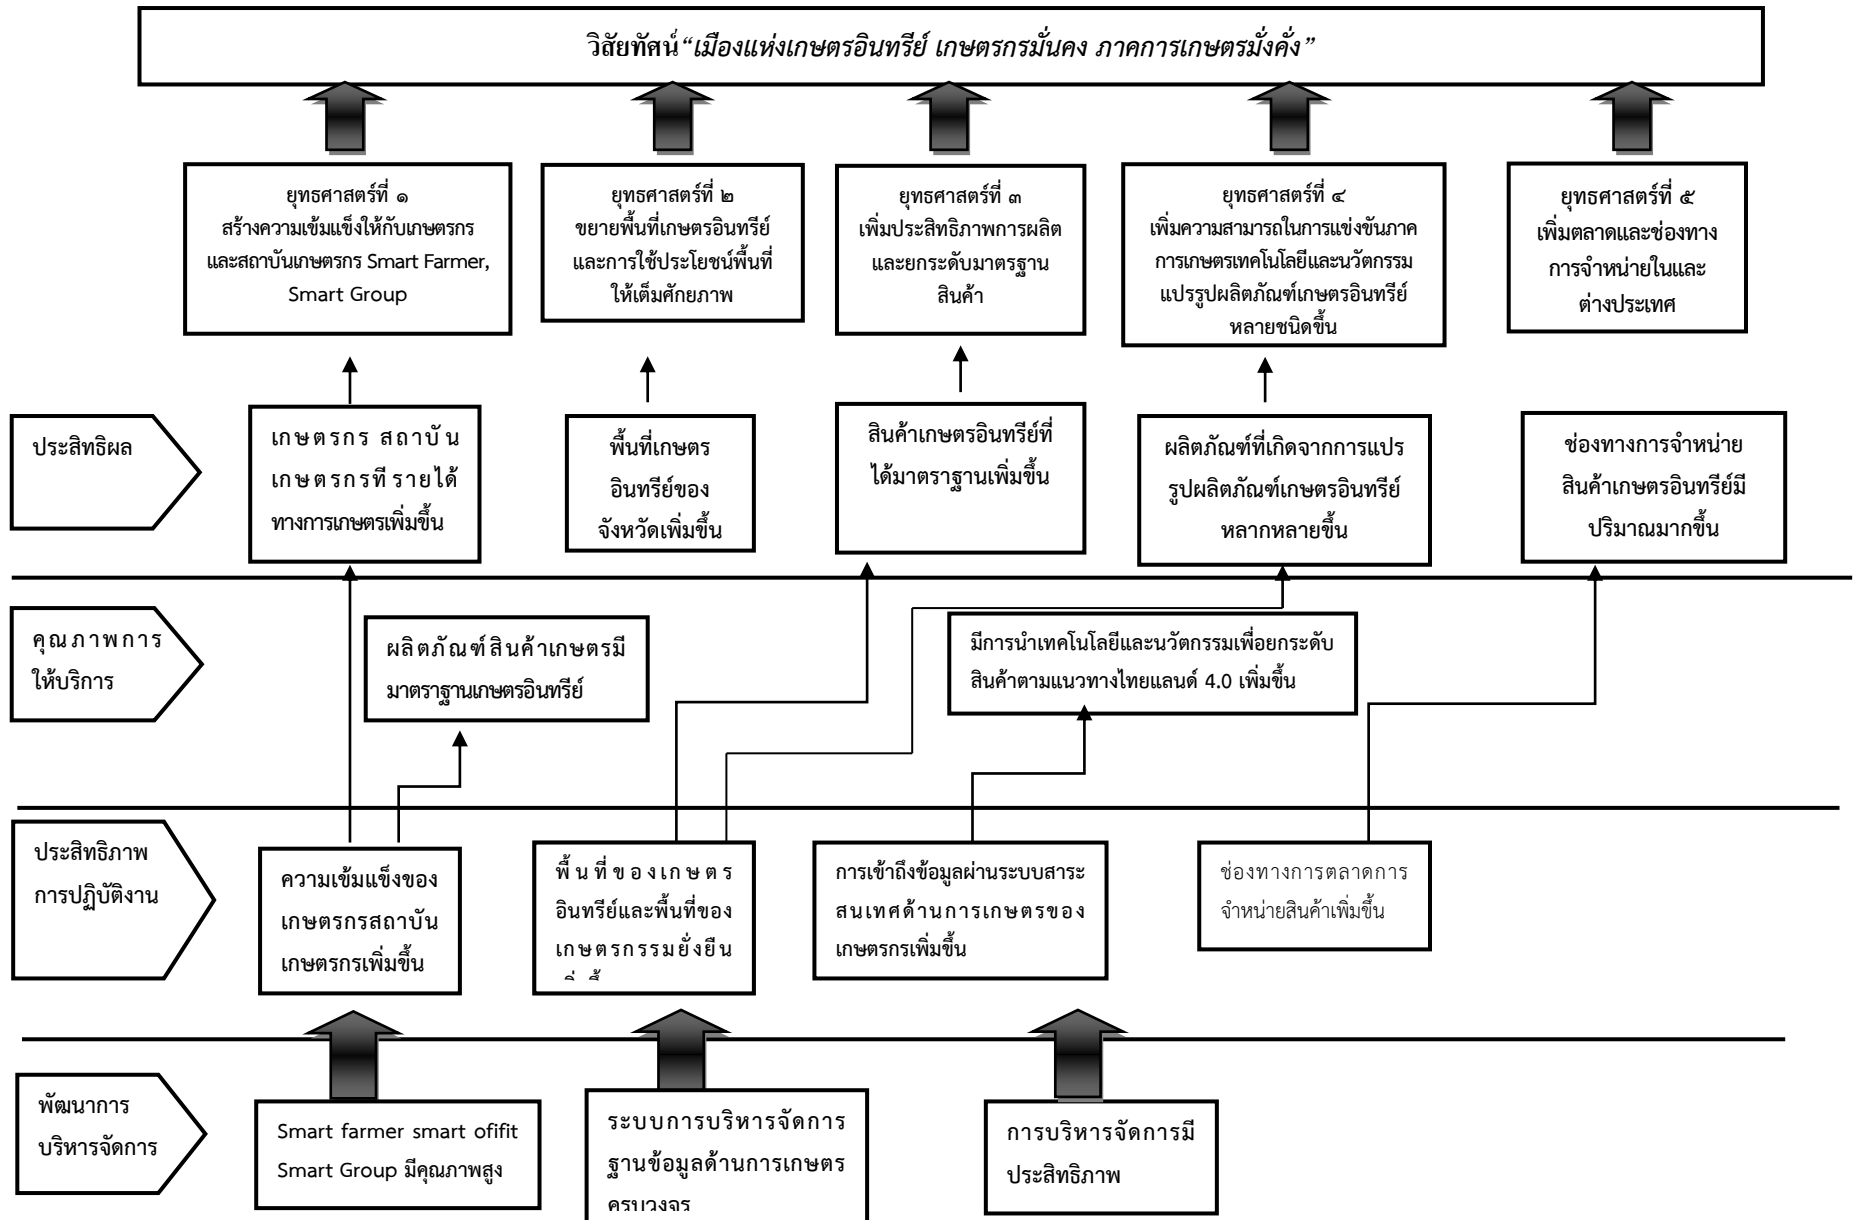 วิสัยทัศน์ “เมืองแห่งเกษตรอินทรีย์ เกษตรกรมั่นคง ภาคการเกษตรมั่งคั่ง”
ยุทธศาสตร์ที่ ๑
สร้างความเข้มแข็งให้กับเกษตรกร
และสถาบันเกษตรกร Smart Farmer,
Smart Group
ยุทธศาสตร์ที่ ๒
ขยายพื้นที่เกษตรอินทรีย์
และการใช้ประโยชน์พื้นที่
ให้เต็มศักยภาพ
ยุทธศาสตร์ที่ ๓
เพิ่มประสิทธิภาพการผลิต
และยกระดับมาตรฐาน
สินค้า
ยุทธศาสตร์ที่ ๔
เพิ่มความสามารถในการแข่งขันภาค
การเกษตรเทคโนโลยีและนวัตกรรม
แปรรูปผลิตภัณฑ์เกษตรอินทรีย์
หลายชนิดขึ้น
ยุทธศาสตร์ที่ ๕
เพิ่มตลาดและช่องทาง
การจำหน่ายในและ
ต่างประเทศ
ประสิทธิผล
เกษตรกร สถาบัน
เกษตรกรที รายได้
ทางการเกษตรเพิ่มขึ้น
พื้นที่เกษตร
อินทรีย์ของ
จังหวัดเพิ่มขึ้น
สินค้าเกษตรอินทรีย์ที่
ได้มาตราฐานเพิ่มขึ้น
ผลิตภัณฑ์ที่เกิดจากการแปร
รูปผลิตภัณฑ์เกษตรอินทรีย์
หลากหลายขึ้น
ช่องทางการจำหน่าย
สินค้าเกษตรอินทรีย์มี
ปริมาณมากขึ้น
คุณภาพการ
ให้บริการ
ผลิตภัณฑ์สินค้าเกษตรมี
มาตราฐานเกษตรอินทรีย์
มีการนำเทคโนโลยีและนวัตกรรมเพื่อยกระดับ
สินค้าตามแนวทางไทยแลนด์ 4.0 เพิ่มขึ้น
ประสิทธิภาพ
การปฏิบัติงาน
ความเข้มแข็งของ
เกษตรกรสถาบัน
เกษตรกรเพิ่มขึ้น
พื้นที่ของเกษตร
อินทรีย์และพื้นที่ของ
เกษตรกรรมยั่งยืน
การเข้าถึงข้อมูลผ่านระบบสาระ
สนเทศด้านการเกษตรของ
เกษตรกรเพิ่มขึ้น
ช่องทางการตลาดการ
จำหน่ายสินค้าเพิ่มขึ้น
พัฒนาการ
บริหารจัดการ
Smart farmer smart ofifit
Smart Group มีคุณภาพสูง
ระบบการบริหารจัดการ
ฐานข้อมูลด้านการเกษตร
ครบวงจร
การบริหารจัดการมี
ประสิทธิภาพ